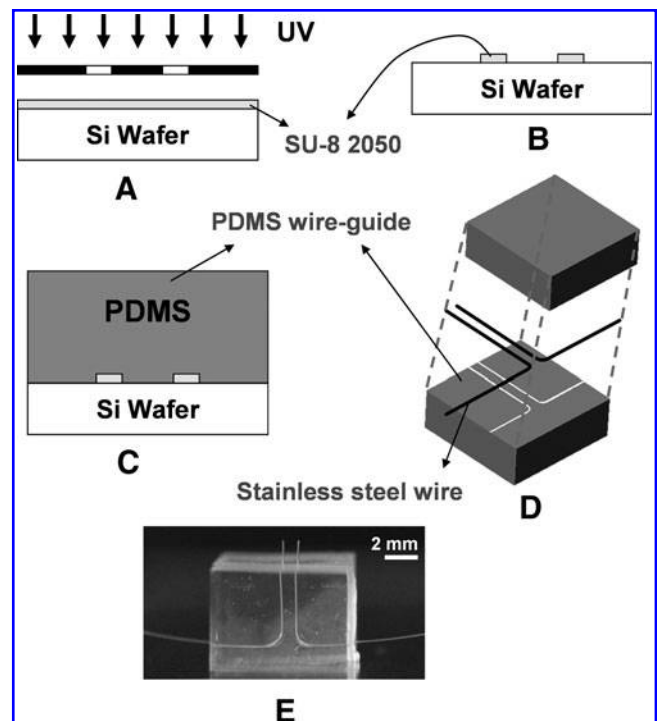 UV
Si Wafer
SU-8 2050
A
Si Wafer
B
PDMS wire-guide
PDMS
Si Wafer
C
D
Stainless steel wire
2 mm
E